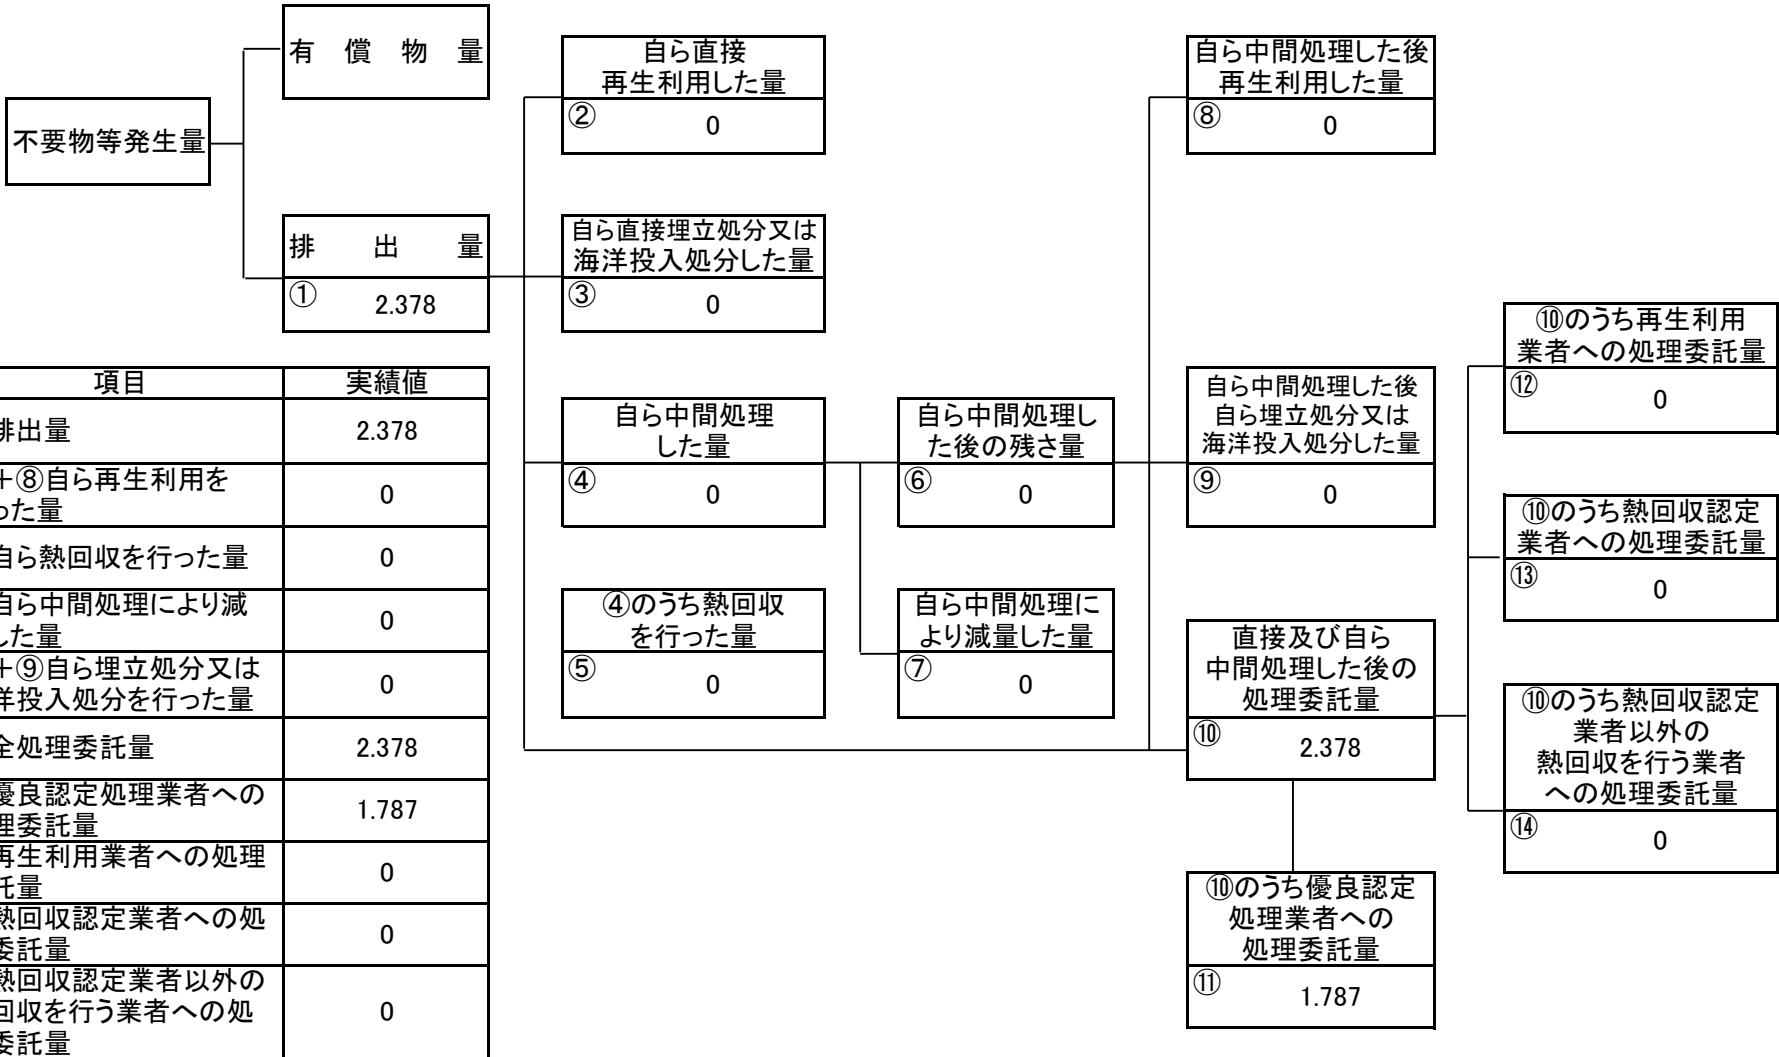 不要物等発生量
有償物量
排出量
①
2.378
自ら直接
再生利用した量
②
0
自ら直接埋立処分又は
海洋投入処分した量
③
0
自ら中間処理
した量
④
0
④のうち熱回収
を行った量
⑤
0
自ら中間処理し
た後の残さ量
⑥
0
自ら中間処理に
より減量した量
⑦
0
自ら中間処理した後
再生利用した量
⑧
0
自ら中間処理した後
自ら埋立処分又は
海洋投入処分した量
⑨
0
直接及び自ら
中間処理した後の
処理委託量
⑩
2.378
⑩のうち優良認定
処理業者への
処理委託量
⑪
1.787
⑩のうち再生利用
業者への処理委託量
⑫
0
⑩のうち熱回収認定
業者への処理委託量
⑬
0
⑩のうち熱回収認定
業者以外の
熱回収を行う業者
への処理委託量
⑭
0
項目
実績値
排出量
2.378
+⑧自ら再生利用を
った量
0
自ら熱回収を行った量
0
自ら中間処理により減
した量
0
+⑨自ら埋立処分又は
洋投入処分を行った量
0
全処理委託量
2.378
優良認定処理業者への
理委託量
1.787
再生利用業者への処理
託量
0
熱回収認定業者への処
委託量
0
熱回収認定業者以外の
回収を行う業者への処
委託量
0